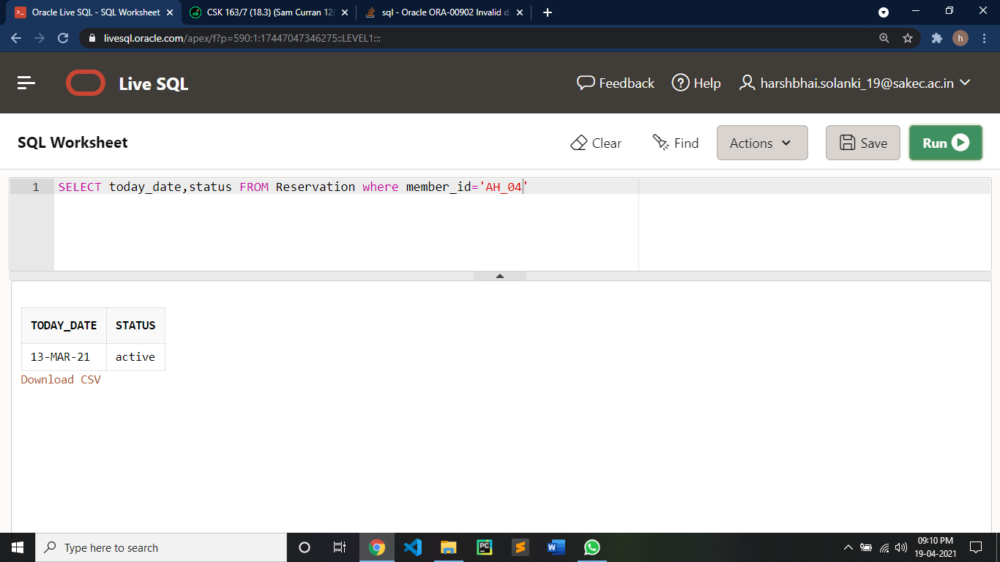 Oracle Live SQL - SQL Worksheet
CSK 163/7 (18.3) (Sam Curran 12(
sql - Oracle ORA-00902 Invalid d
livesql.oracle.com/apex/f?p=590:1:17447047346275::LEVEL1:::
h
Live SQL
Feedback
Help
harshbhai.solanki_19@sakec.ac.in
SQL Worksheet
Clear
Find
Actions
Save
Run
1 SELECT today_date,status FROM Reservation where member_id='AH_04'
TODAY_DATE STATUS
13-MAR-21 active
Download CSV
Type here to search
PC
W
09:10 PM
19-04-2021